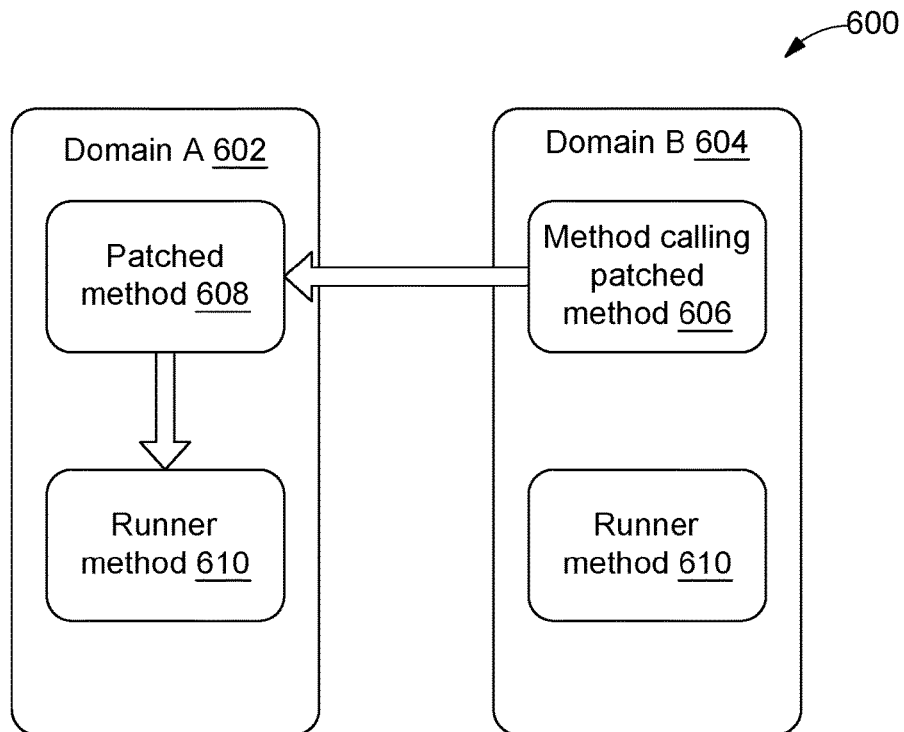 600
Domain A 602
Patched
method 608
Runner
method 610
Domain B 604
Method calling
patched
method 606
Runner
method 610